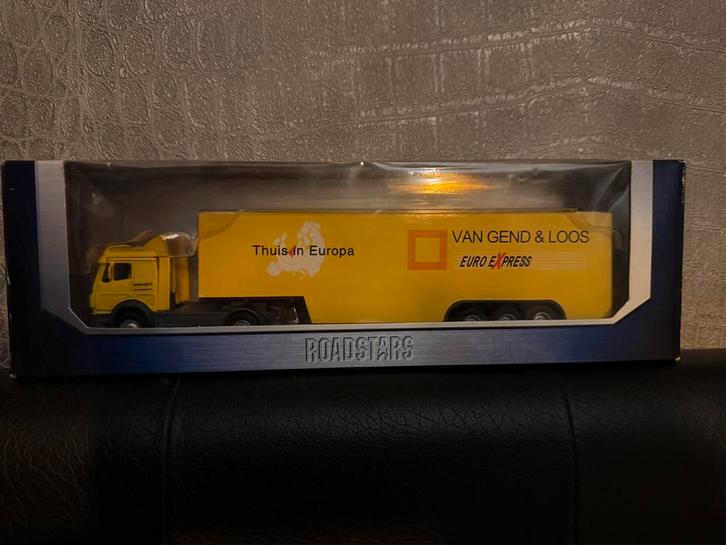 Thuis in Europa
VAN GEND & LOOS
EURO EXPRESS
ROADSTARS